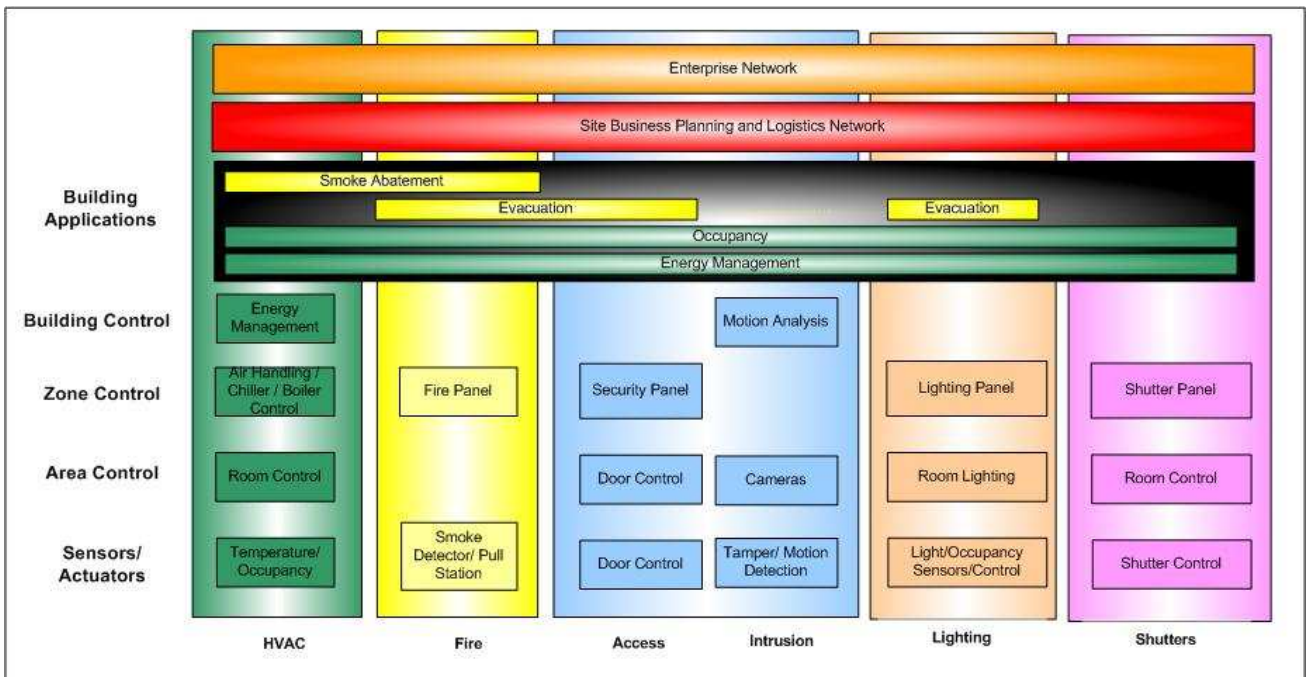 Enterprise Network
Site Business Planning and Logistics Network
Building
Applications
Smoke Abatement
Evacuation
Evacuation
Occupancy
Energy Management
Building Control
Energy
Management
Motion Analysis
Zone Control
Air Handling /
Chiller / Boiler
Control
Fire Panel
Security Panel
Lighting Panel
Shutter Panel
Area Control
Room Control
Door Control
Cameras
Room Lighting
Room Control
Sensors/
Actuators
Temperature/
Occupancy
Smoke
Detector/ Pull
Station
Door Control
Tamper/ Motion
Detection
Light/Occupancy
Sensors/Control
Shutter Control
HVAC
Fire
Access
Intrusion
Lighting
Shutters